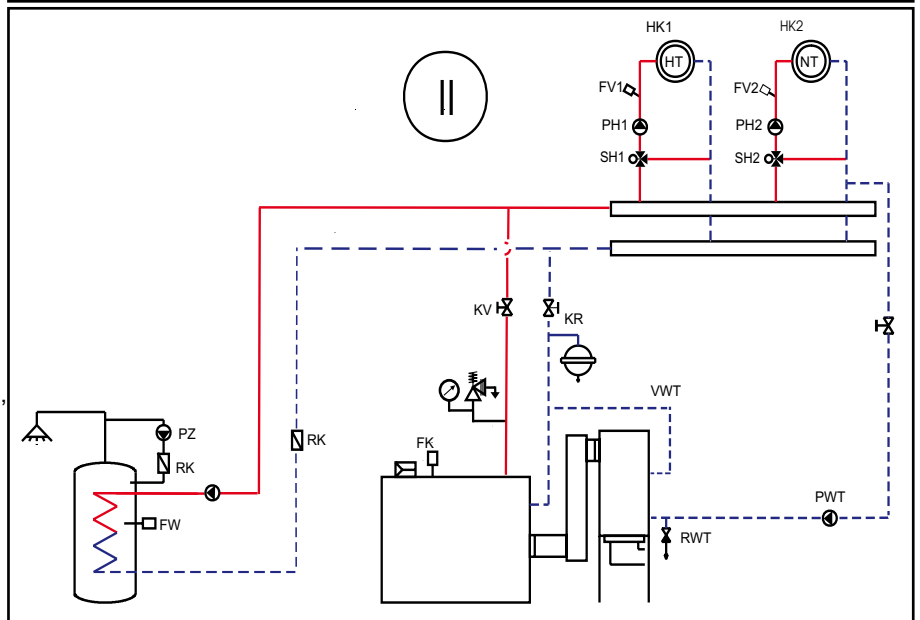 HK1
HK2
HT
NT
II
FV1
FV2
PH1
PH2
SH1
SH2
KV
KR
,
VWT
PZ
FK
RK
RK
FW
PWT
RWT